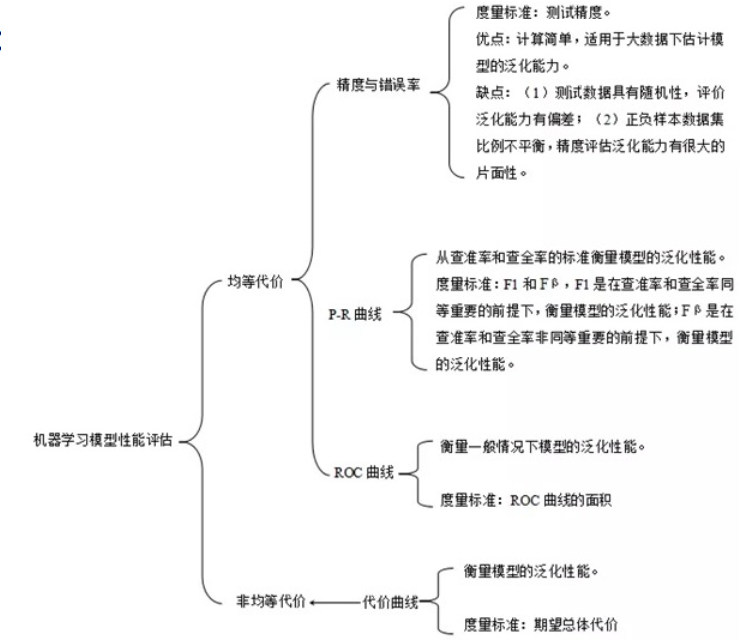 度量标准：测试精度。
优点：计算简单，适用于大数据下估计模
型的泛化能力。
精度与错误率
缺点：（1）测试数据具有随机性，评价
泛化能力有偏差；（2）正负样本数据集
比例不平衡，精度评估泛化能力有很大的
片面性。
均等代价
从查准率和查全率的标准衡量模型的泛化性能。
度量标准：F1 和 Fβ，F1 是在查准率和查全率同
等重要的前提下，衡量模型的泛化性能；Fβ是在
P-R 曲线
查准率和查全率非同等重要的前提下，衡量模型
的泛化性能。
机器学习模型性能评估
衡量一般情况下模型的泛化性能。
ROC 曲线
度量标准：ROC 曲线的面积
衡量模型的泛化性能。
非均等代价
代价曲线
度量标准：期望总体代价